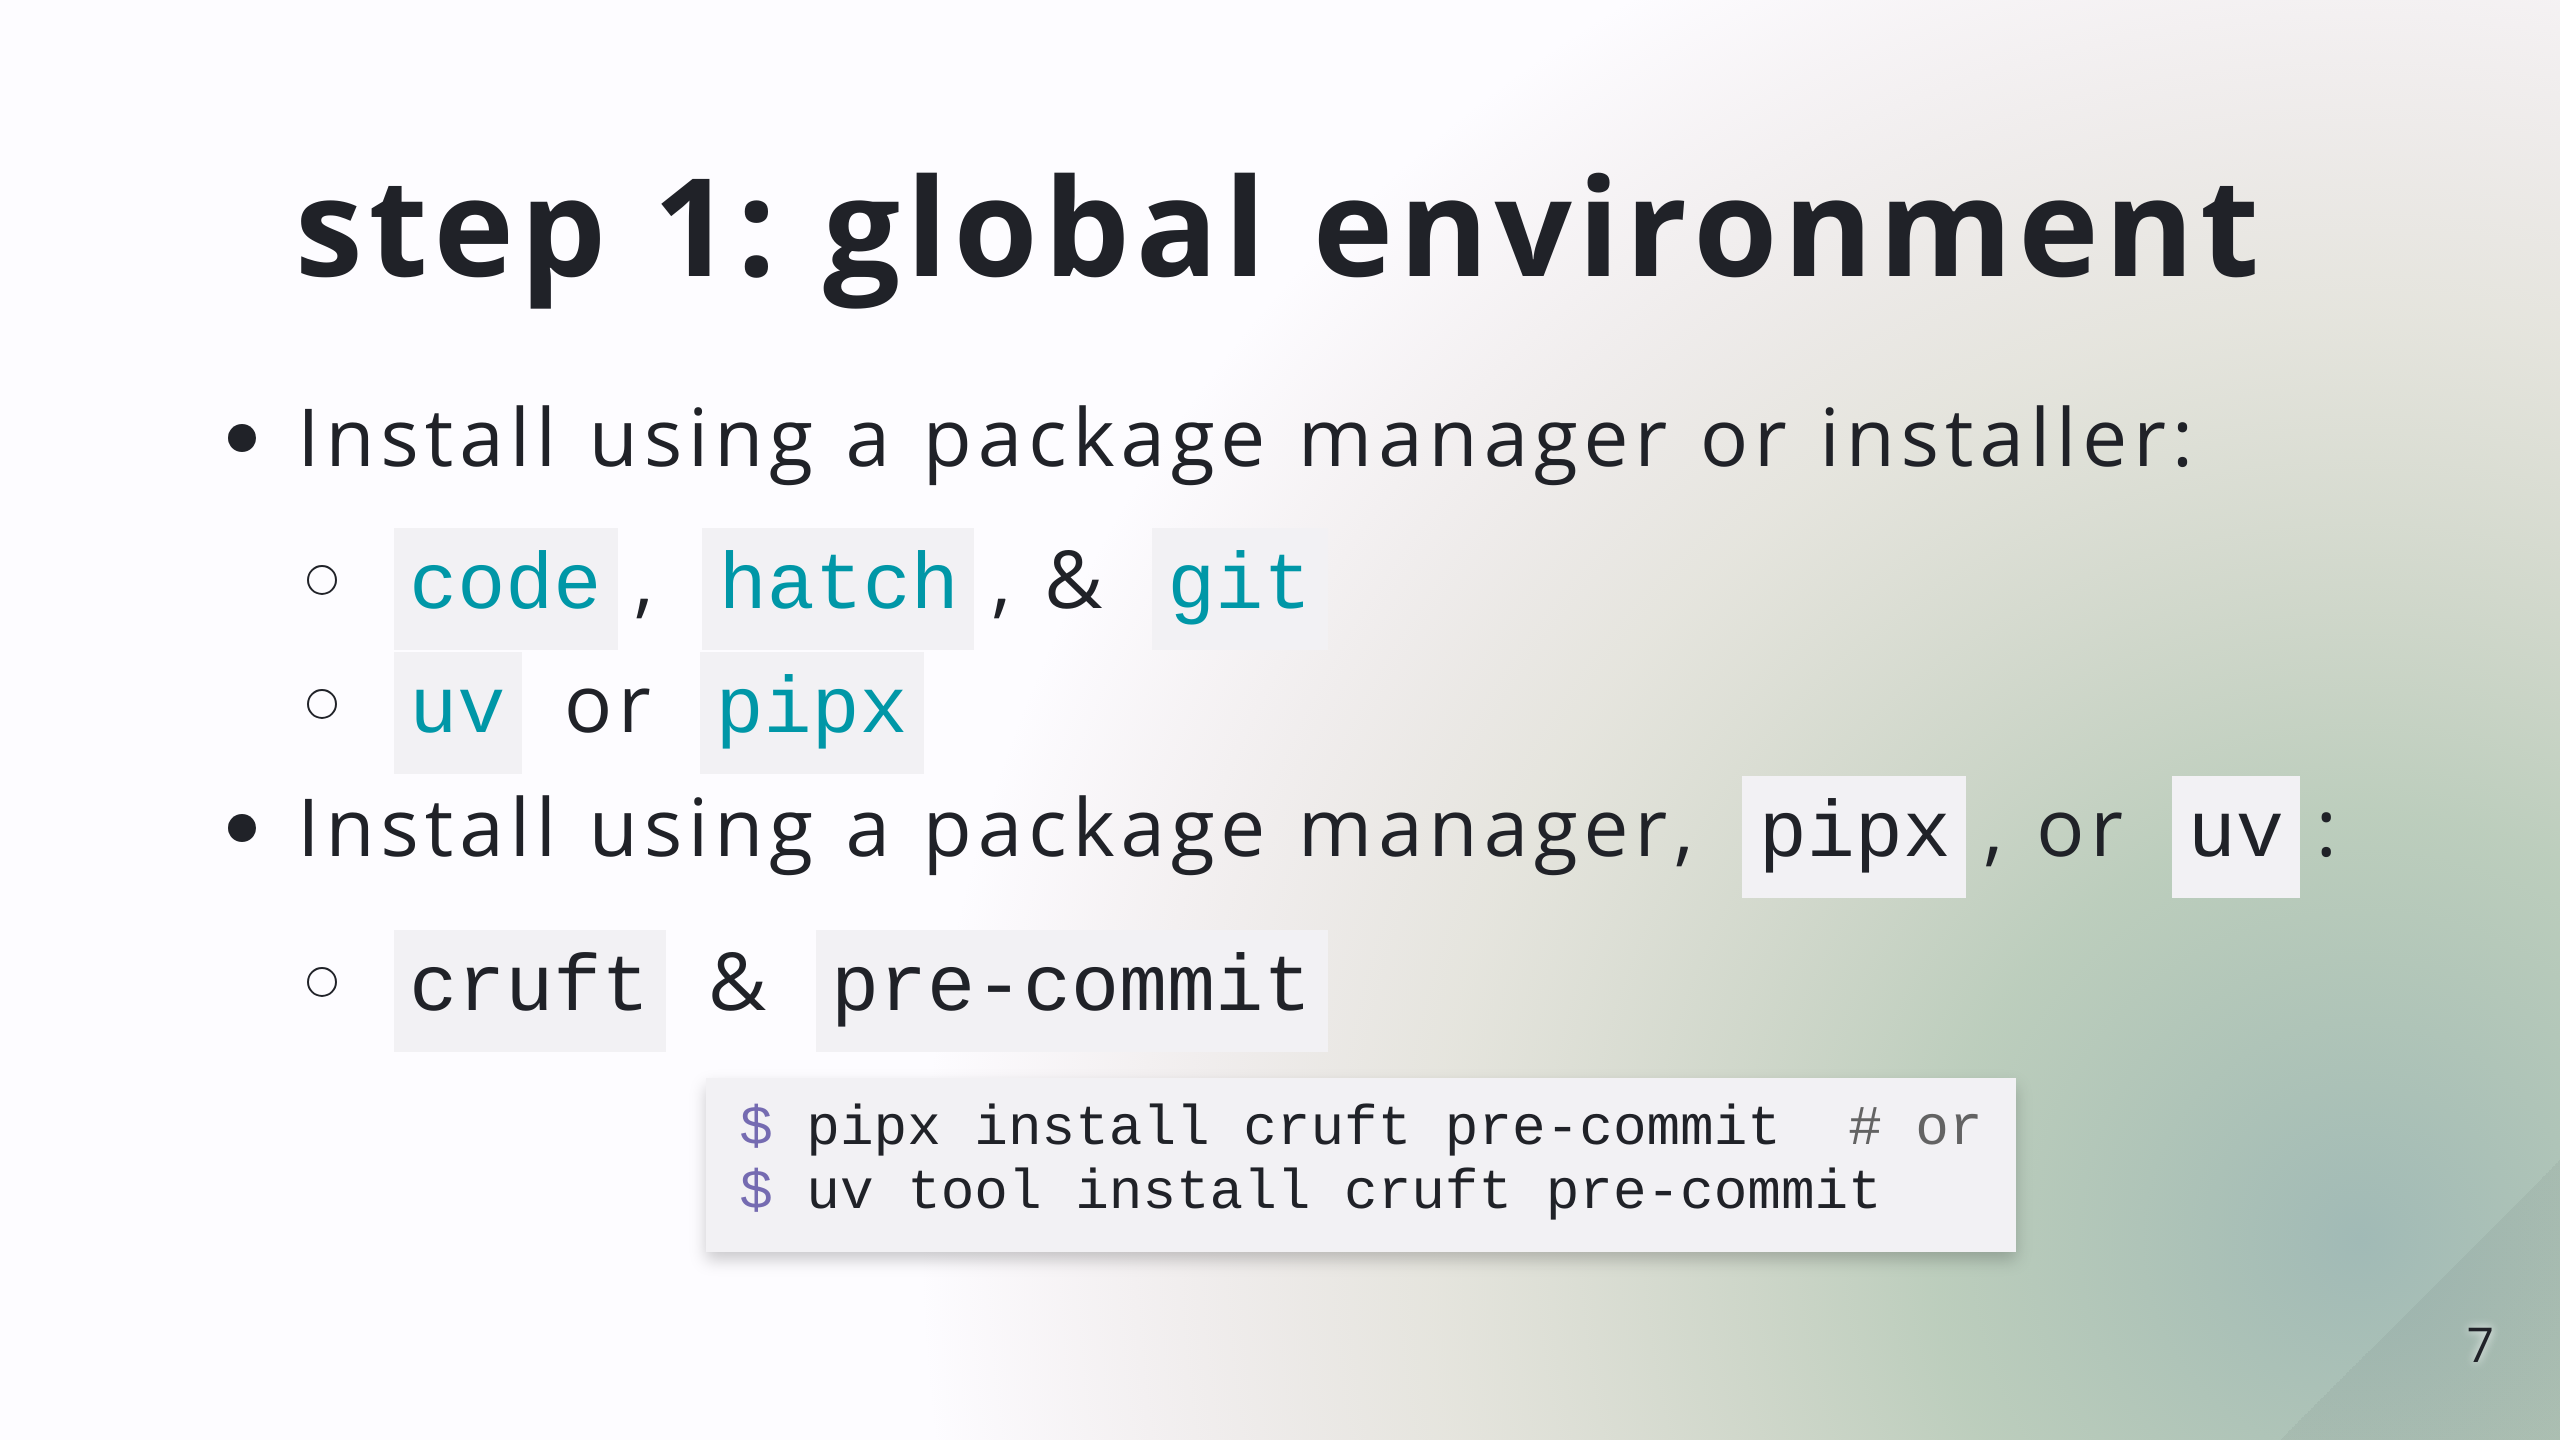 step 1: global environment
• Install using a package manager or installer:
○ code, hatch, & git
○ uv or pipx
• Install using a package manager, pipx, or uv:
○ cruft & pre-commit
$ pipx install cruft pre-commit  # or
$ uv tool install cruft pre-commit
7